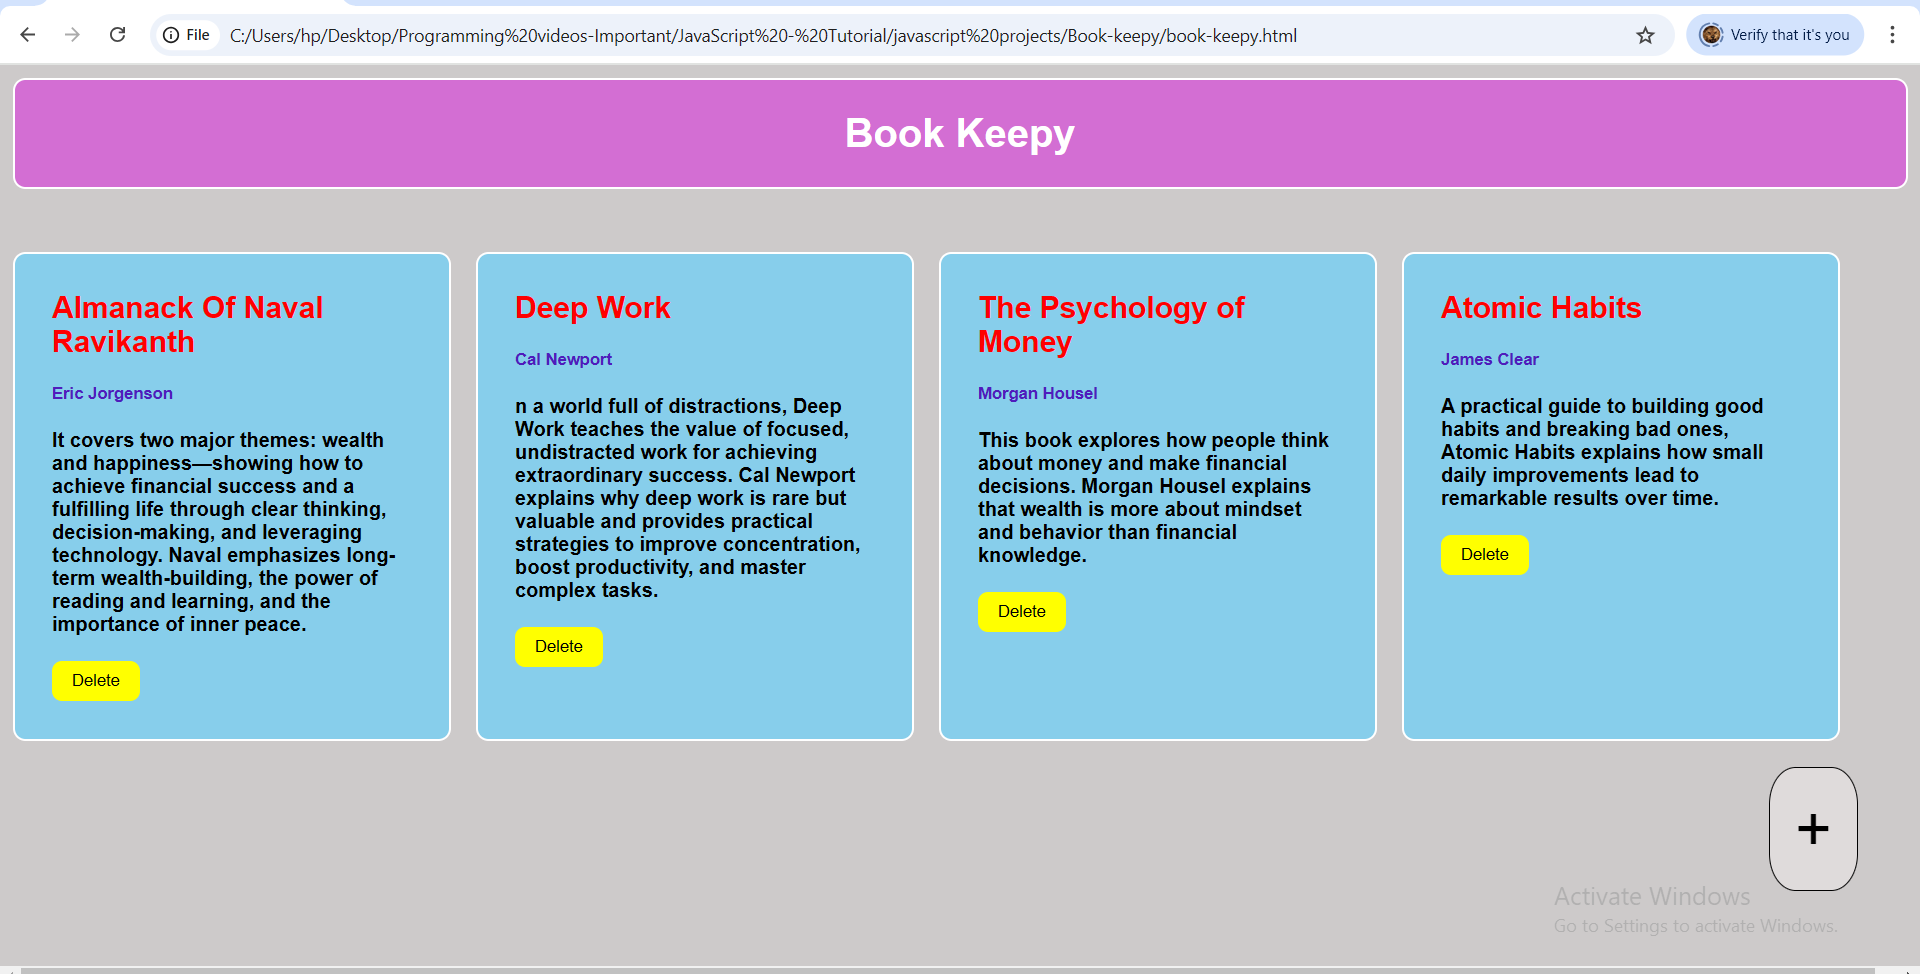 File
C:/Users/hp/Desktop/Programming%20videos-Important/JavaScript%20-%20Tutorial/javascript%20projects/Book-keepy/book-keepy.html
Verify that it's you
Book Keepy
Almanack Of Naval
Ravikanth
Eric Jorgenson
It covers two major themes: wealth
and happiness—showing how to
achieve financial success and a
fulfilling life through clear thinking,
decision-making, and leveraging
technology. Naval emphasizes long-
term wealth-building, the power of
reading and learning, and the
importance of inner peace.
Delete
Deep Work
Cal Newport
n a world full of distractions, Deep
Work teaches the value of focused,
undistracted work for achieving
extraordinary success. Cal Newport
explains why deep work is rare but
valuable and provides practical
strategies to improve concentration,
boost productivity, and master
complex tasks.
Delete
The Psychology of
Money
Morgan Housel
This book explores how people think
about money and make financial
decisions. Morgan Housel explains
that wealth is more about mindset
and behavior than financial
knowledge.
Delete
Atomic Habits
James Clear
A practical guide to building good
habits and breaking bad ones,
Atomic Habits explains how small
daily improvements lead to
remarkable results over time.
Delete
+
Activate Windows
Go to Settings to activate Windows.